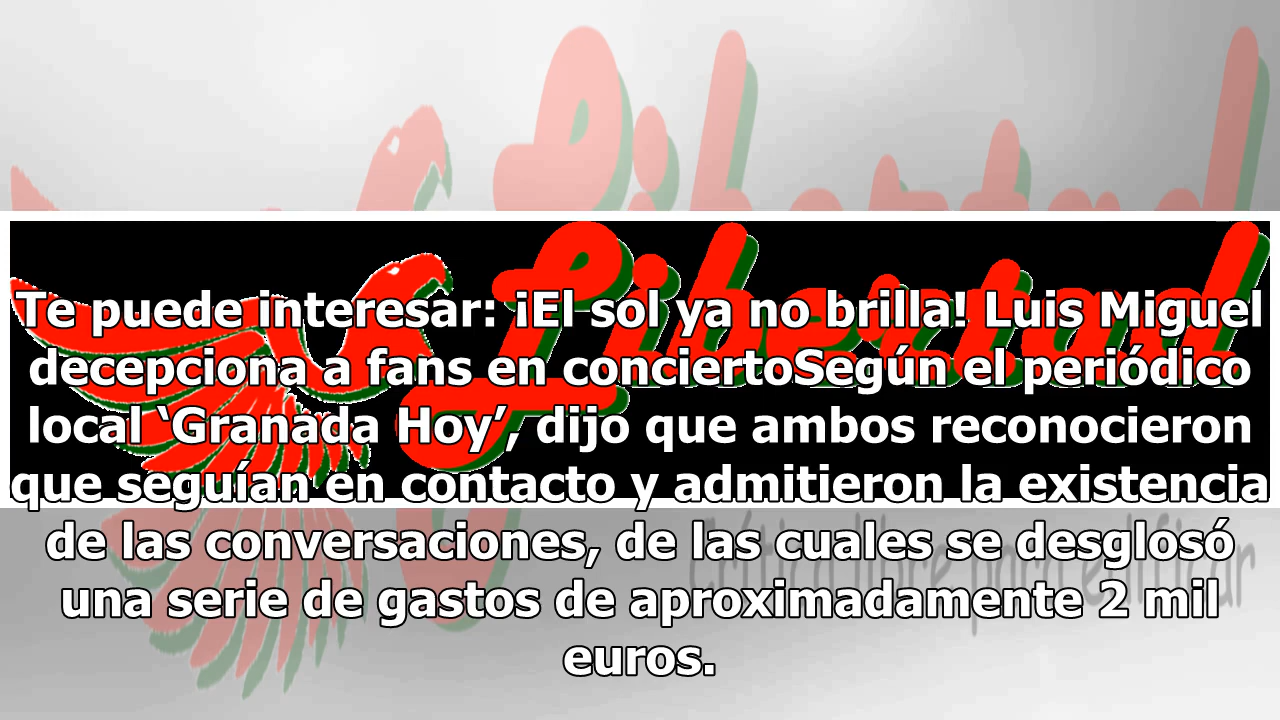 Libertad
Te puede interesar: ¡El sol ya no brilla! Luis Miguel
decepciona a fans en conciertoSegún el periódico
local ‘Granada Hoy’, dijo que ambos reconocieron
que seguían en contacto y admitieron la existencia
de las conversaciones, de las cuales se desglosó
una serie de gastos de aproximadamente 2 mil
euros.